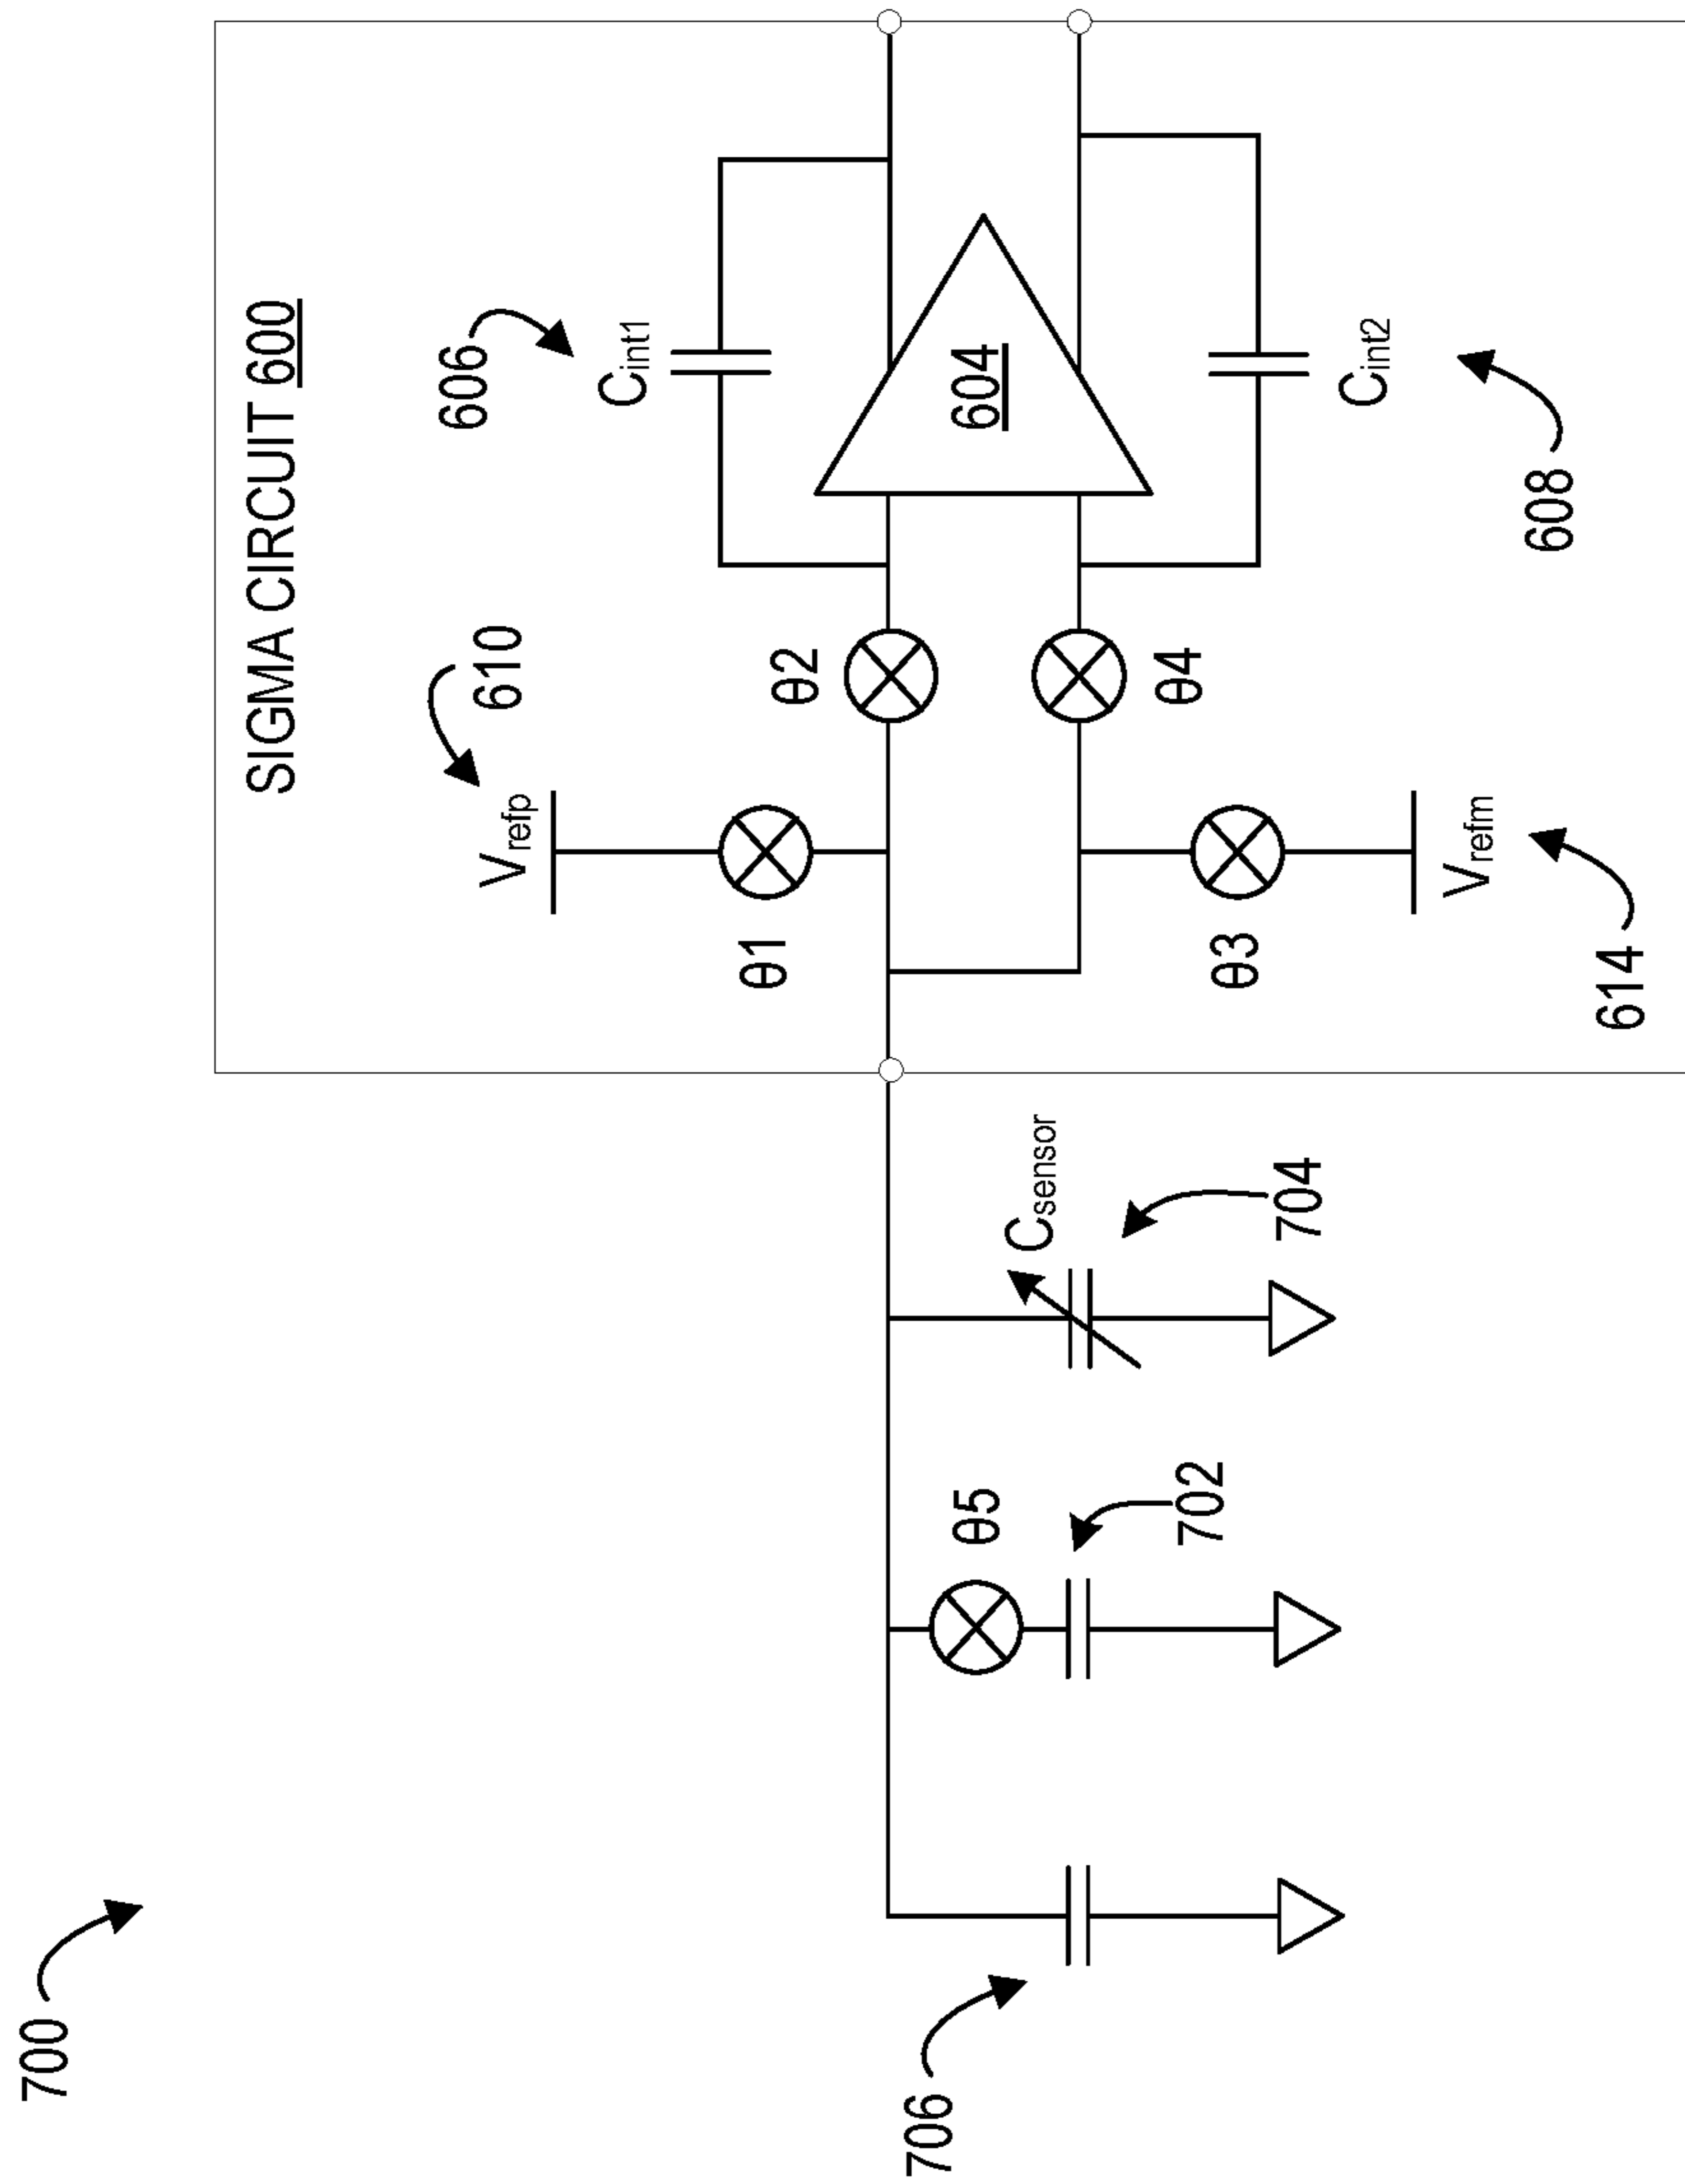 700
SIGMA CIRCUIT 600
606
Cint1
610
Vrefp
θ1
θ2
604
θ4
θ3
Vrefm
614
Cint2
608
Csensor
704
θ5
702
706